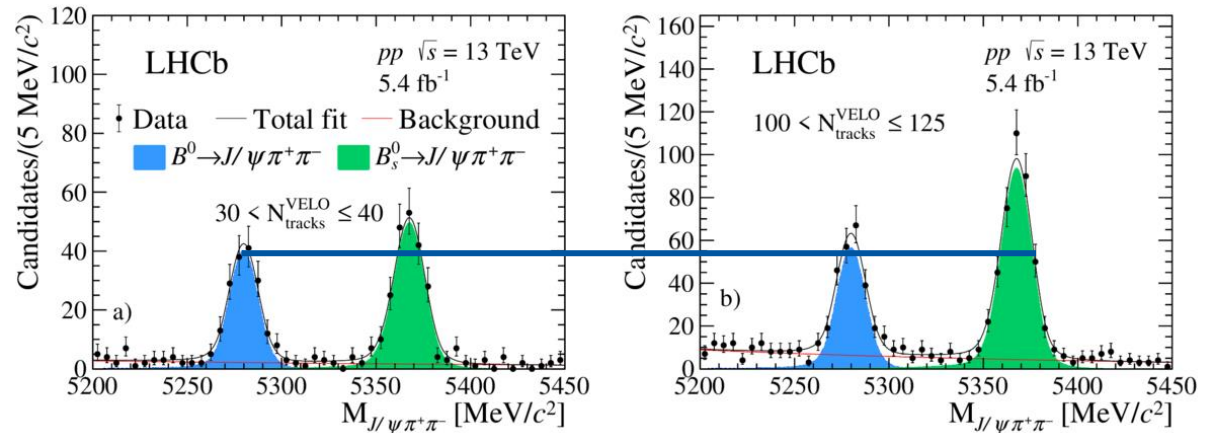 Candidates/(5 MeV/c²)
120
100
80
60
40
20
0
LHCb
pp √s = 13 TeV
5.4 fb⁻¹
Data
Total fit
Background
B⁰→J/ψπ⁺π⁻
B⁰ₛ→J/ψπ⁺π⁻
30 < N^VELO_tracks ≤ 40
a)
5200 5250 5300 5350 5400 5450
M_J/ψπ⁺π⁻ [MeV/c²]
Candidates/(5 MeV/c²)
160
140
120
100
80
60
40
20
0
LHCb
pp √s = 13 TeV
5.4 fb⁻¹
100 < N^VELO_tracks ≤ 125
b)
5200 5250 5300 5350 5400 5450
M_J/ψπ⁺π⁻ [MeV/c²]